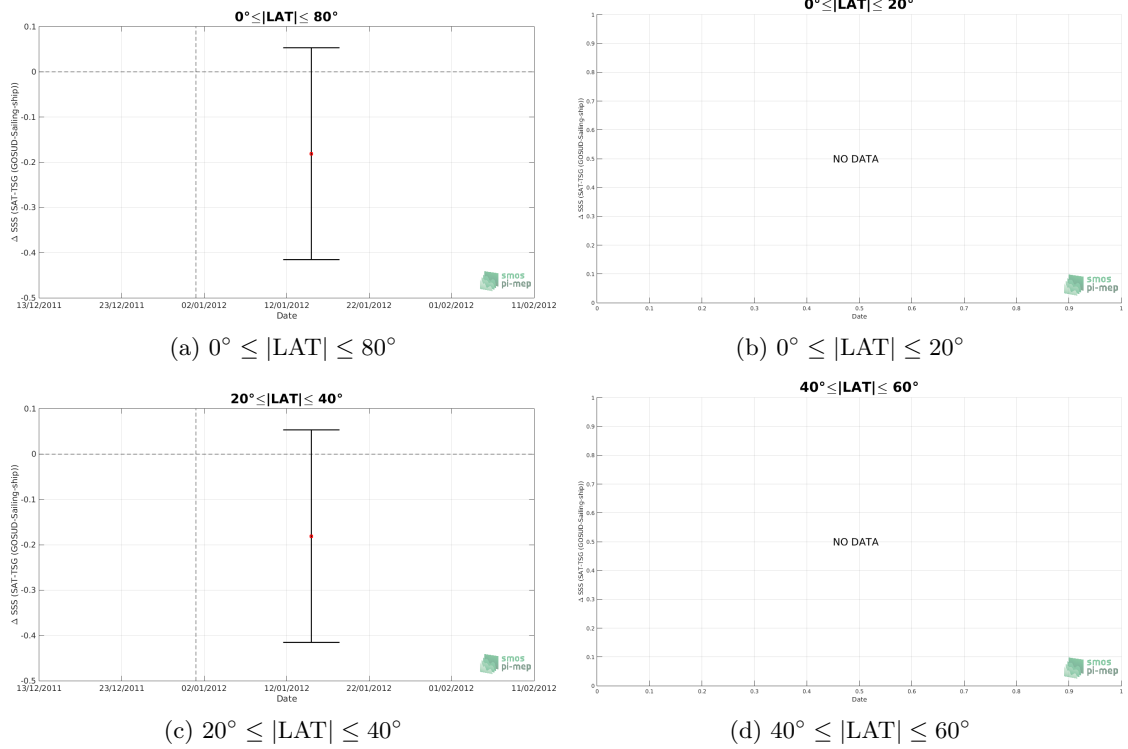 0°≤|LAT|≤ 80°
Δ SSS (SAT-TSG (GOSUD-Sailing-ship))
0.1
0
-0.1
-0.2
-0.3
-0.4
-0.5
13/12/2011 23/12/2011 02/01/2012 12/01/2012 22/01/2012 01/02/2012 11/02/2012
Date
smos
pi-mep
(a) 0° ≤ |LAT| ≤ 80°
0°≤|LAT|≤ 20°
Δ SSS (SAT-TSG (GOSUD-Sailing-ship))
1
0.9
0.8
0.7
0.6
0.5
0.4
0.3
0.2
0.1
0
NO DATA
0 0.1 0.2 0.3 0.4 0.5 0.6 0.7 0.8 0.9 1
Date
smos
pi-mep
(b) 0° ≤ |LAT| ≤ 20°
20°≤|LAT|≤ 40°
Δ SSS (SAT-TSG (GOSUD-Sailing-ship))
0.1
0
-0.1
-0.2
-0.3
-0.4
-0.5
13/12/2011 23/12/2011 02/01/2012 12/01/2012 22/01/2012 01/02/2012 11/02/2012
Date
smos
pi-mep
(c) 20° ≤ |LAT| ≤ 40°
40°≤|LAT|≤ 60°
Δ SSS (SAT-TSG (GOSUD-Sailing-ship))
1
0.9
0.8
0.7
0.6
0.5
0.4
0.3
0.2
0.1
0
NO DATA
0 0.1 0.2 0.3 0.4 0.5 0.6 0.7 0.8 0.9 1
Date
smos
pi-mep
(d) 40° ≤ |LAT| ≤ 60°